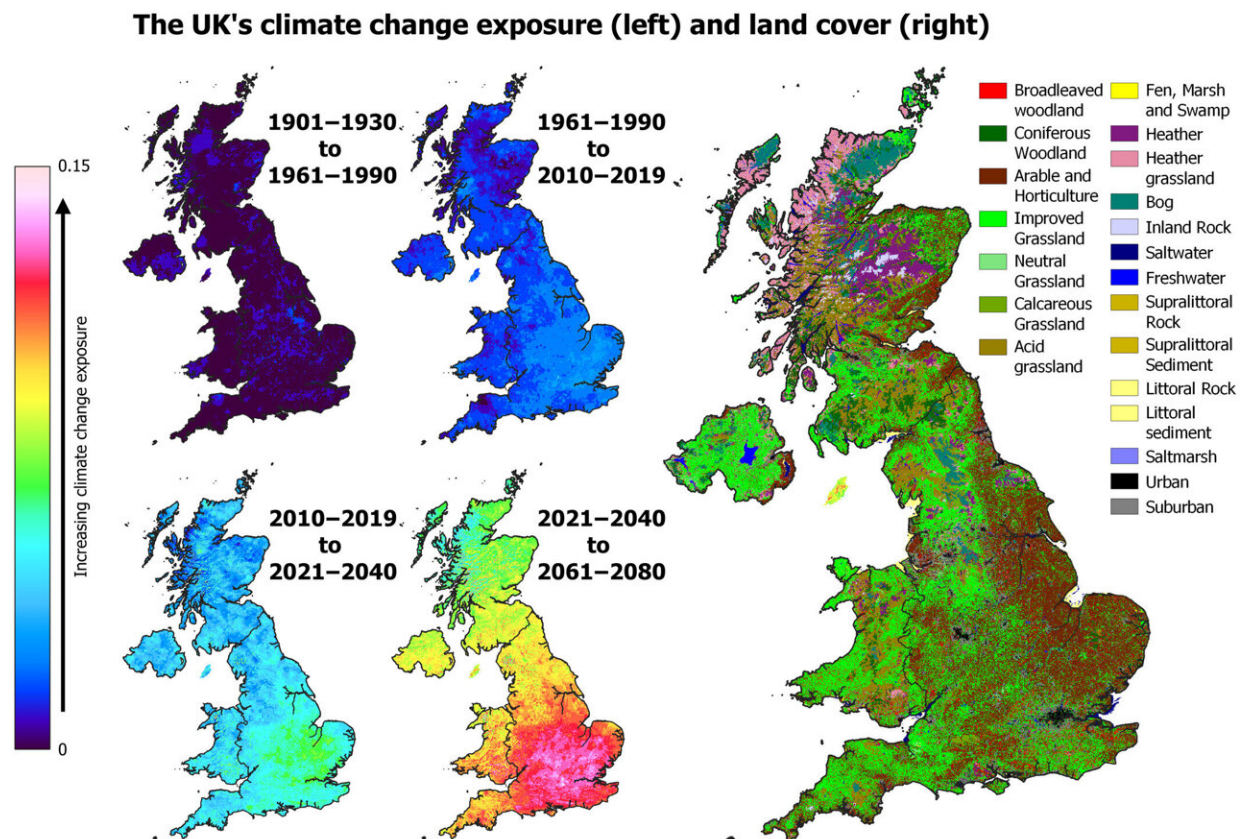 The UK's climate change exposure (left) and land cover (right)
1901–1930
to
1961–1990
1961–1990
to
2010–2019
0.15
Increasing climate change exposure
0
2010–2019
to
2021–2040
2021–2040
to
2061–2080
Broadleaved
woodland
Coniferous
Woodland
Arable and
Horticulture
Improved
Grassland
Neutral
Grassland
Calcareous
Grassland
Acid
grassland
Fen, Marsh
and Swamp
Heather
Heather
grassland
Bog
Inland Rock
Saltwater
Freshwater
Supralittoral
Rock
Supralittoral
Sediment
Littoral Rock
Littoral
sediment
Saltmarsh
Urban
Suburban